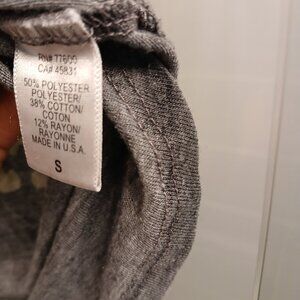 RN# 77600
CA# 45831
50% POLYESTER
POLYESTER/
38% COTTON/
COTON
12% RAYON/
RAYONNE
MADE IN U.S.A.
S